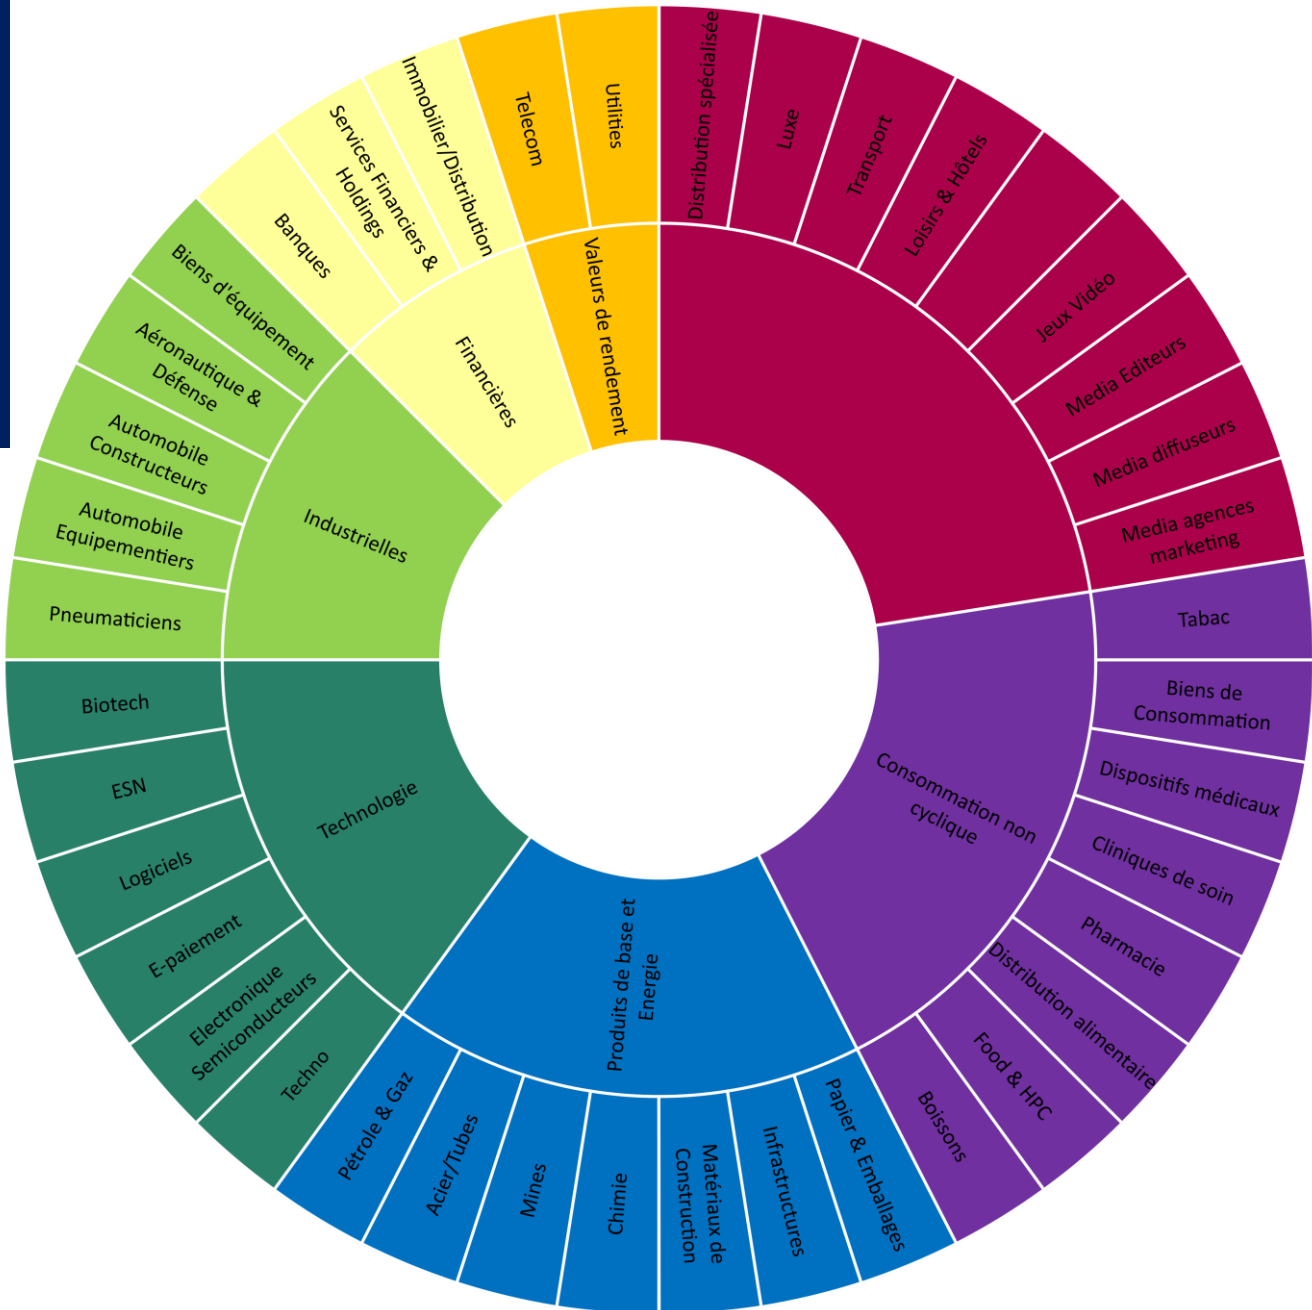 Distribution spécialisée
Luxe
Transport
Loisirs & Hôtels
Jeux Vidéo
Media Editeurs
Media diffuseurs
Media agences
marketing
Tabac
Biens de
Consommation
Dispositifs médicaux
Cliniques de soin
Pharmacie
Distribution alimentaire
Food & HPC
Boissons
Consommation non
cyclique
Papier & Emballages
Infrastructures
Matériaux de
Construction
Chimie
Mines
Acier/Tubes
Pétrole & Gaz
Produits de base et
Energie
Techno
Electronique
Semiconducteurs
E-paiement
Logiciels
ESN
Biotech
Technologie
Pneumaticiens
Automobile
Equipementiers
Automobile
Constructeurs
Aéronautique &
Défense
Biens d'équipement
Industrielles
Banques
Services Financiers &
Holdings
Immobilier/Distribution
Financières
Telecom
Utilities
Valeurs de rendement